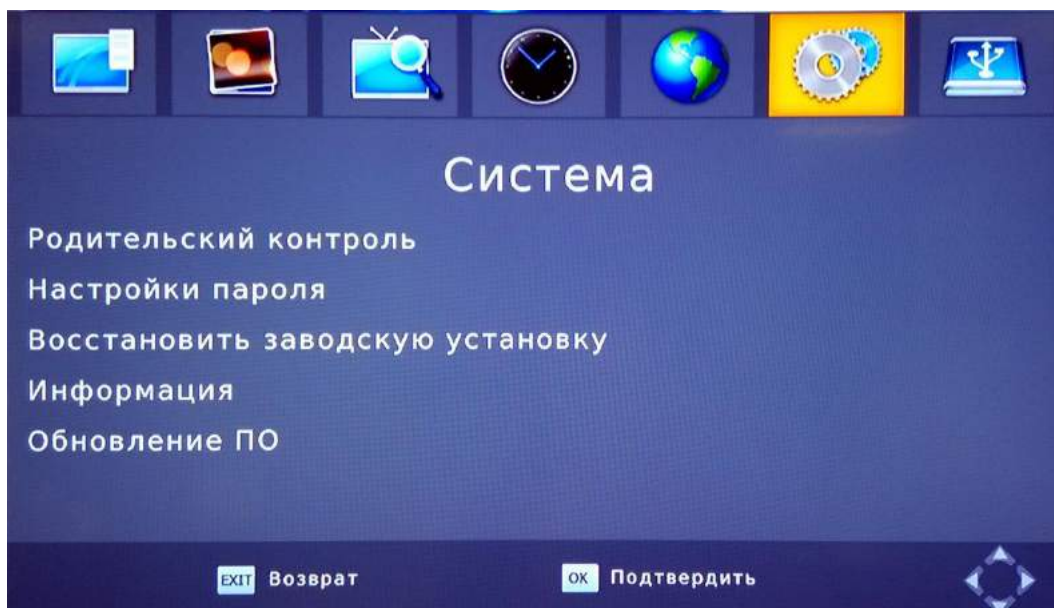 Система
Родительский контроль
Настройки пароля
Восстановить заводскую установку
Информация
Обновление ПО
EXIT Возврат OK Подтвердить